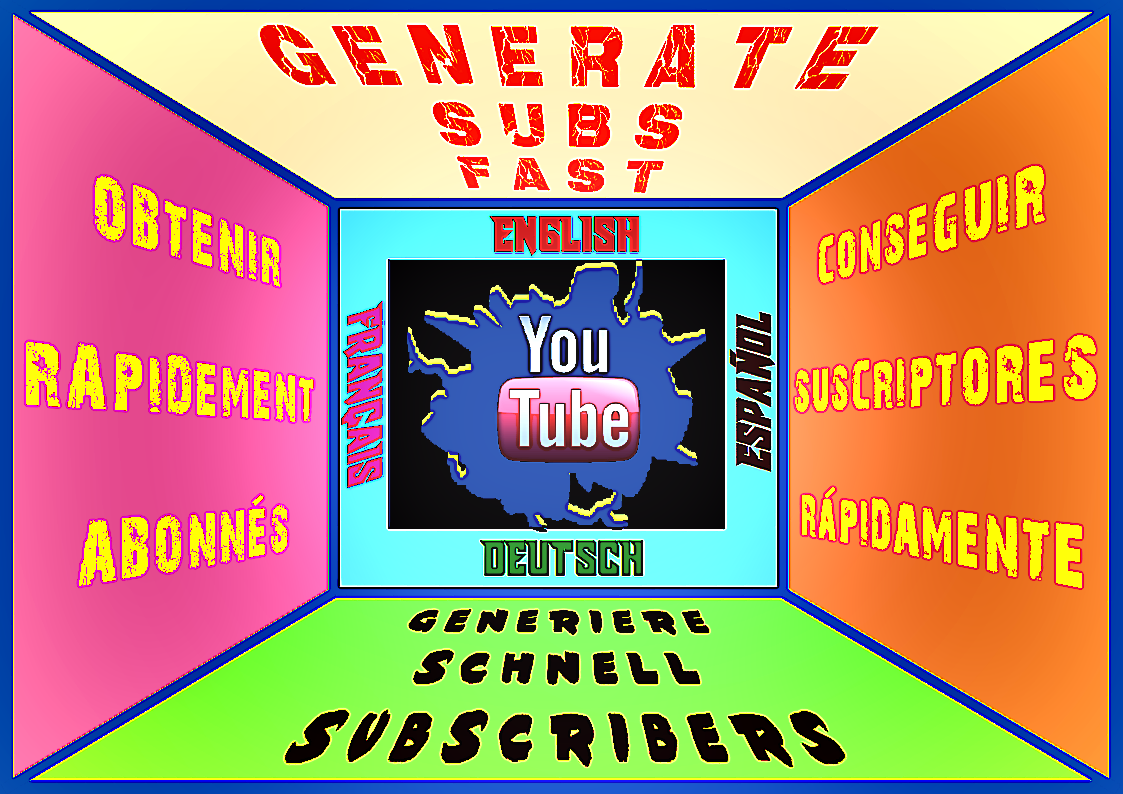 GENERATE
SUBS
FAST
OBTENIR
RAPIDEMENT
ABONNÉS
ENGLISH
FRANÇAIS
You
Tube
ESPAÑOL
DEUTSCH
CONSEGUIR
SUSCRIPTORES
RÁPIDAMENTE
GENERIERE
SCHNELL
SUBSCRIBERS